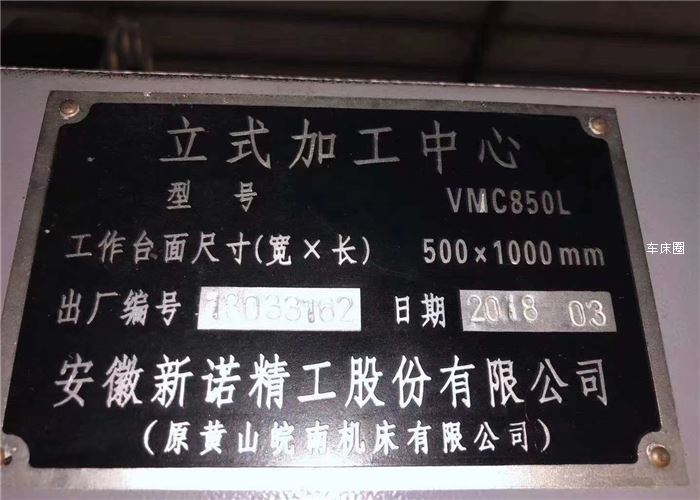 立式加工中心
型号 VMC850L
工作台面尺寸(宽×长) 500×1000mm
出厂编号 18033162 日期 2018 03
安徽新诺精工股份有限公司
(原黄山皖南机床有限公司)
车床圈